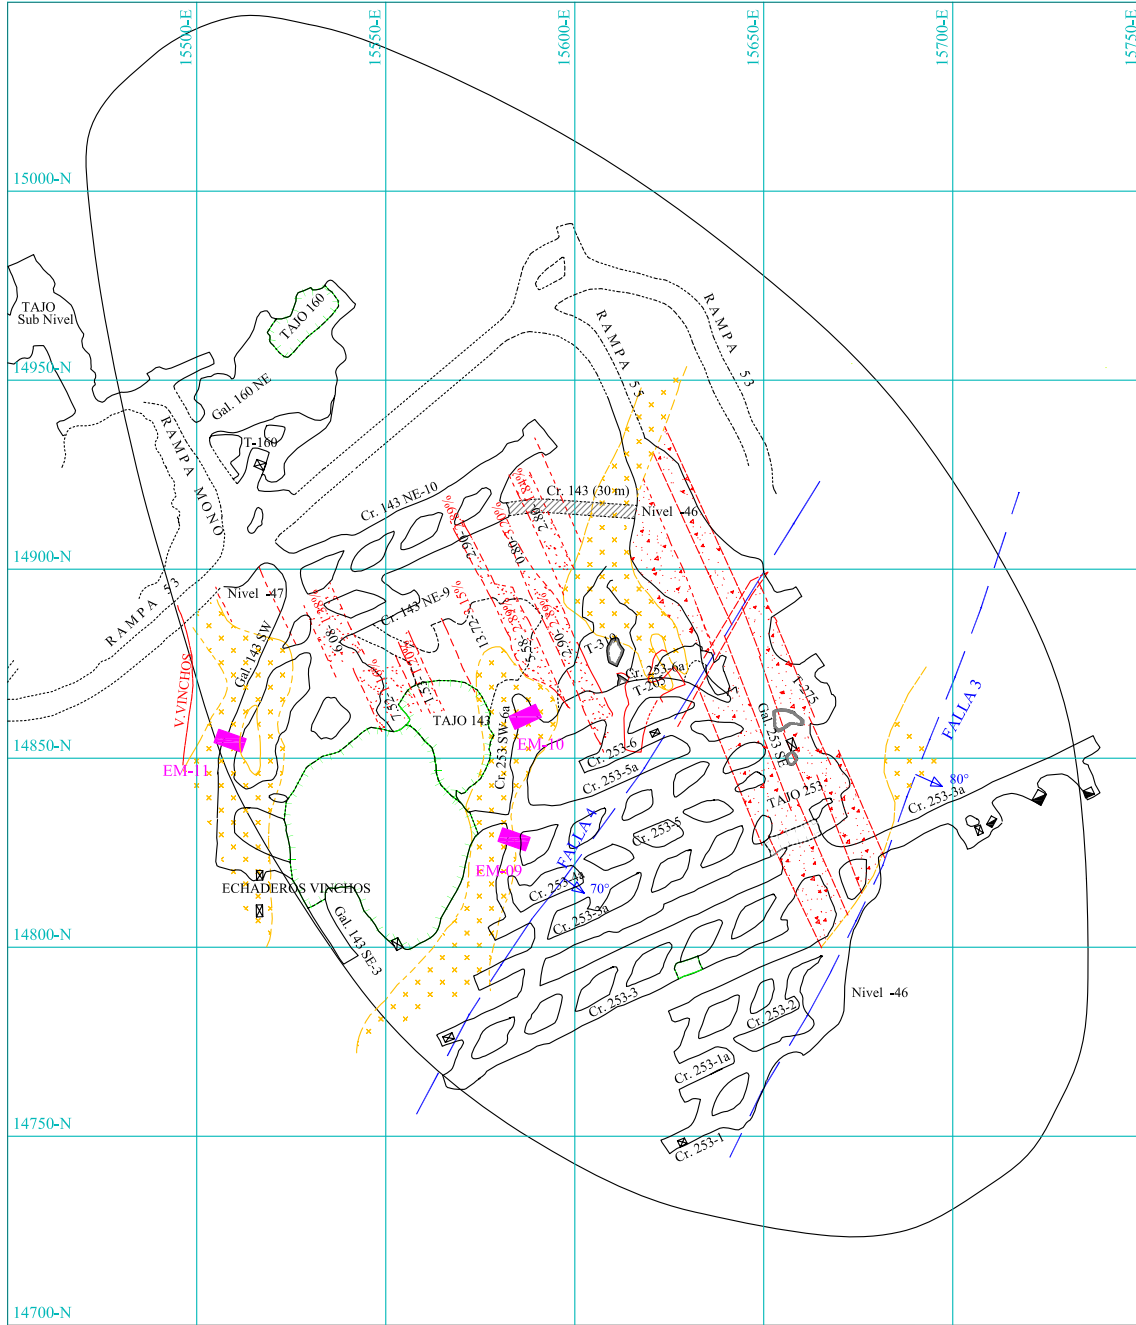 15500-E
15550-E
15600-E
15650-E
15700-E
15750-E
15000-N
14950-N
14900-N
14850-N
14800-N
14750-N
14700-N
TAJO
Sub Nivel
TAJO 160
Gal. 160 NE
T-160
RAMPA MONO
RAMPA 53
RAMPA 55
RAMPA 53
Cr. 143 NE-10
Cr. 143 (30 m)
Nivel -46
Nivel -47
Cr. 143 NE-9
Gal. 143 SW
V.VINCHOS
EM-11
TAJO 143
EM-10
Cr. 253 SW-6a
EM-09
ECHADEROS VINCHOS
Gal. 143 SE-3
T-310
Cr. 253-6a
T-205
T-275
Gal. 253 SE
Cr. 253-6
Cr. 253-5a
TAJO 253
Cr. 253-5
FALLA 4
70°
Cr. 253-4a
Cr. 253-3a
Cr. 253-3
FALLA 3
80°
Cr. 253-3a
Nivel -46
Cr. 253-2
Cr. 253-1a
Cr. 253-1